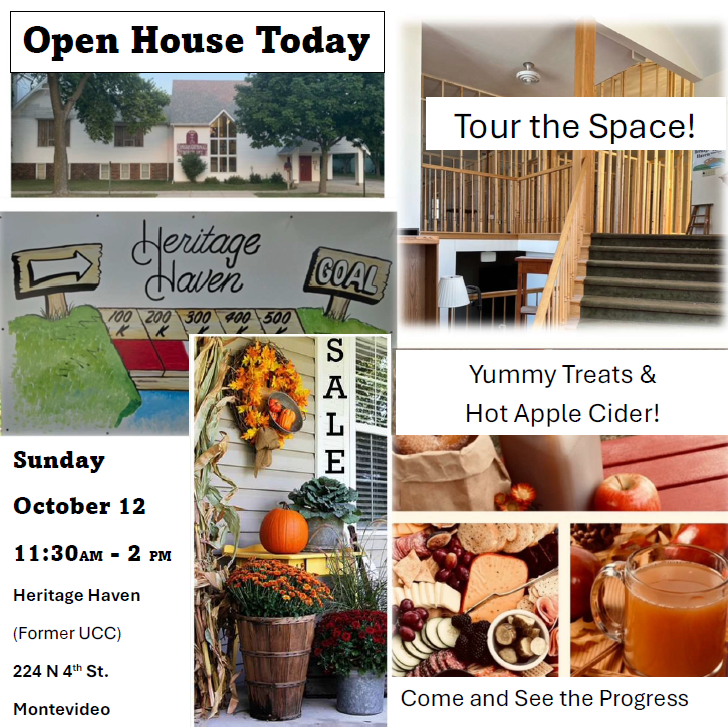 Open House Today
Tour the Space!
Heritage
Haven
GOAL
100 200 300 400 500
K K K K K
SALE
Yummy Treats &
Hot Apple Cider!
Sunday
October 12
11:30AM - 2 PM
Heritage Haven
(Former UCC)
224 N 4th St.
Montevideo
Come and See the Progress